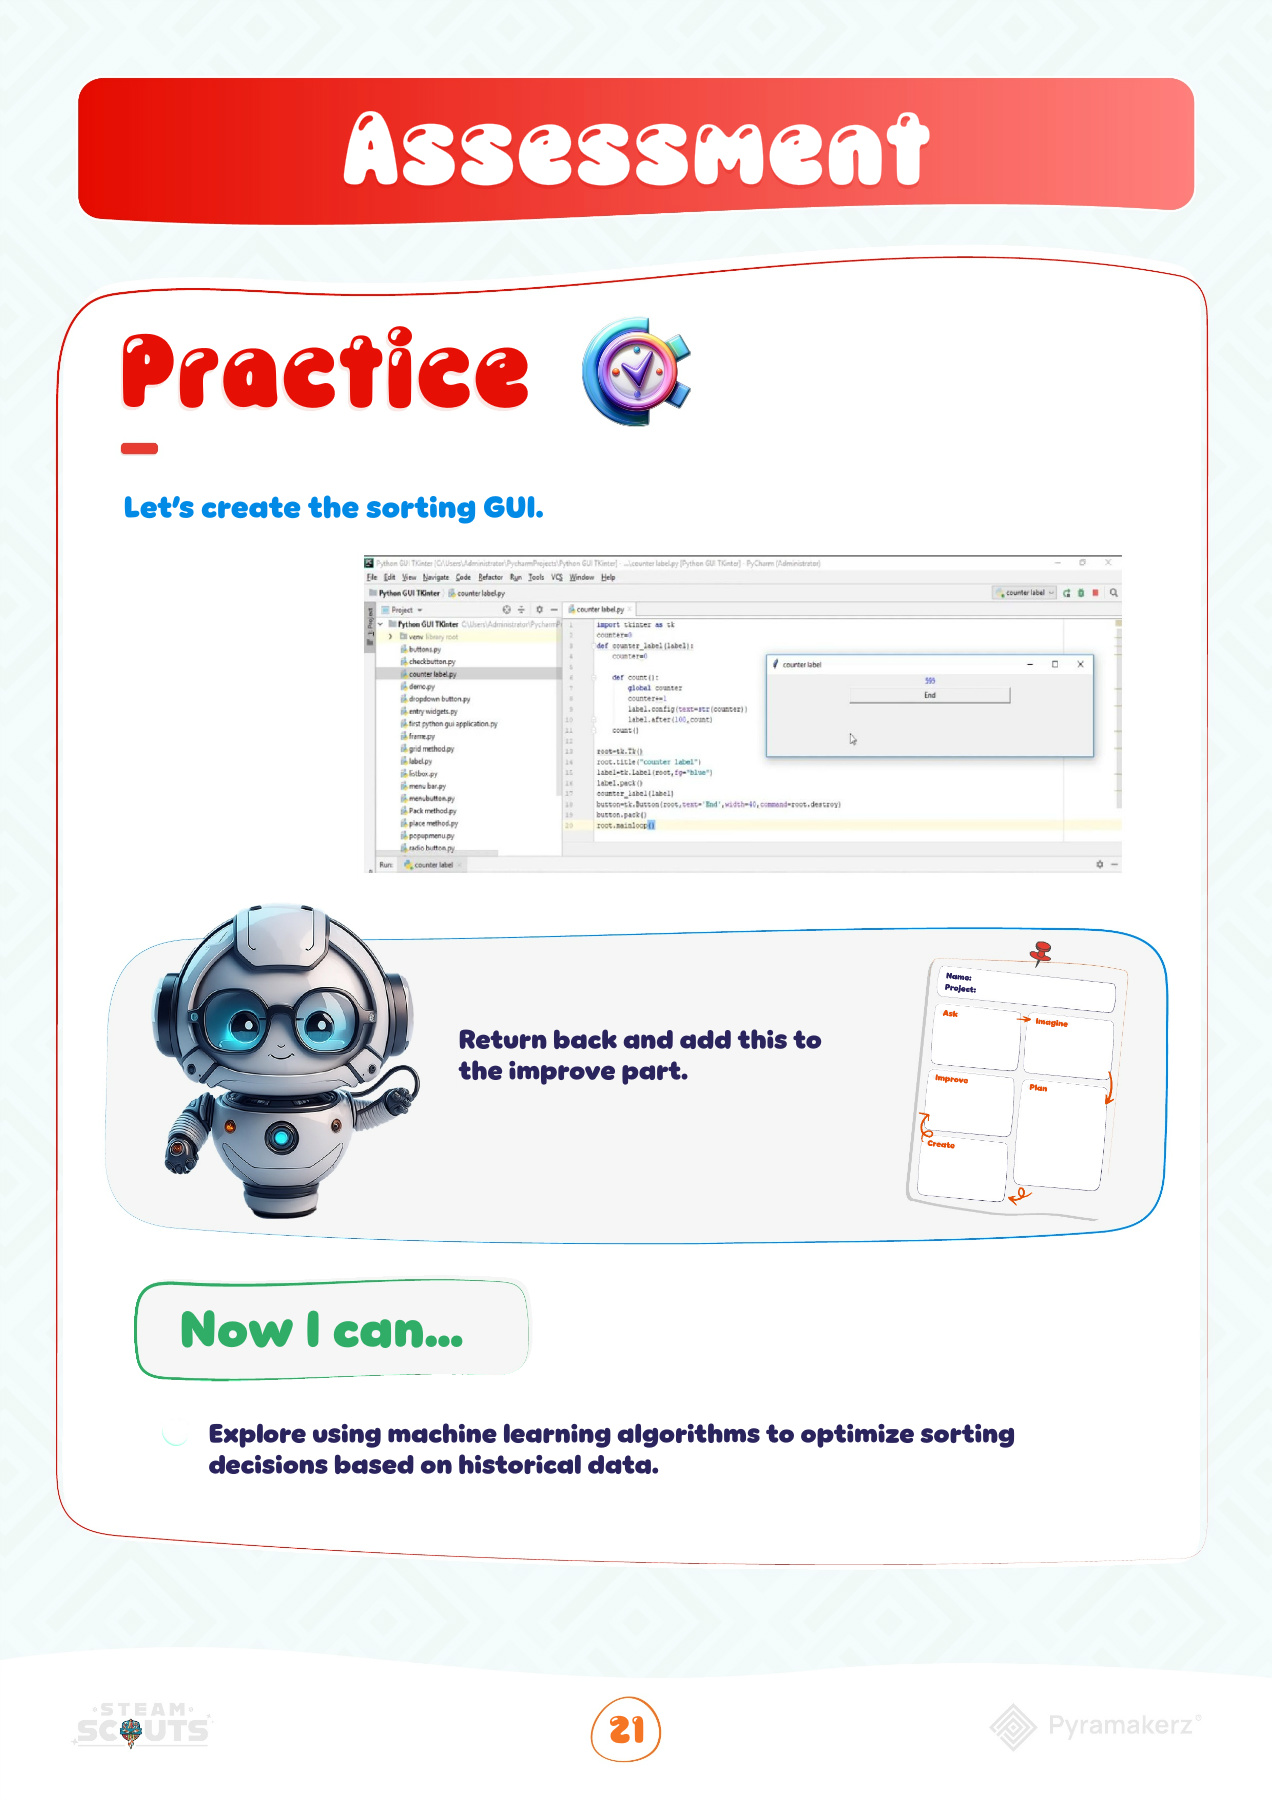 Assessment
Practice
Let's create the sorting GUI.
Python GUI TKinter [C:\Users\Administrator\PycharmProjects\Python GUI TKinter] - ...\counter label.py [Python GUI TKinter] - PyCharm (Administrator)
File Edit View Navigate Code Refactor Run Tools VCS Window Help
Python GUI TKinter counter label.py
counter label
Project
counter label.py
1: Project
Python GUI TKinter
venv library root
buttons.py
checkbutton.py
counter label.py
demo.py
dropdown button.py
entry widgets.py
first python gui application.py
frame.py
grid method.py
label.py
listbox.py
menu bar.py
menubutton.py
Pack method.py
place method.py
popupmenu.py
radio button.py
import tkinter as tk
counter=0
def counter_label(label):
counter=0
def count():
global counter
counter+=1
label.config(text=str(counter))
label.after(100,count)
count()
root=tk.Tk()
root.title("counter label")
label=tk.Label(root,fg="blue")
label.pack()
counter_label(label)
button=tk.Button(root,text='End',width=40,command=root.destroy)
button.pack()
root.mainloop()
counter label
End
Run: counter label
Return back and add this to
the improve part.
Name:
Project:
Ask
Imagine
Improve
Plan
Create
Now I can...
Explore using machine learning algorithms to optimize sorting
decisions based on historical data.
STEAM
SCOUTS
21
Pyramakerz